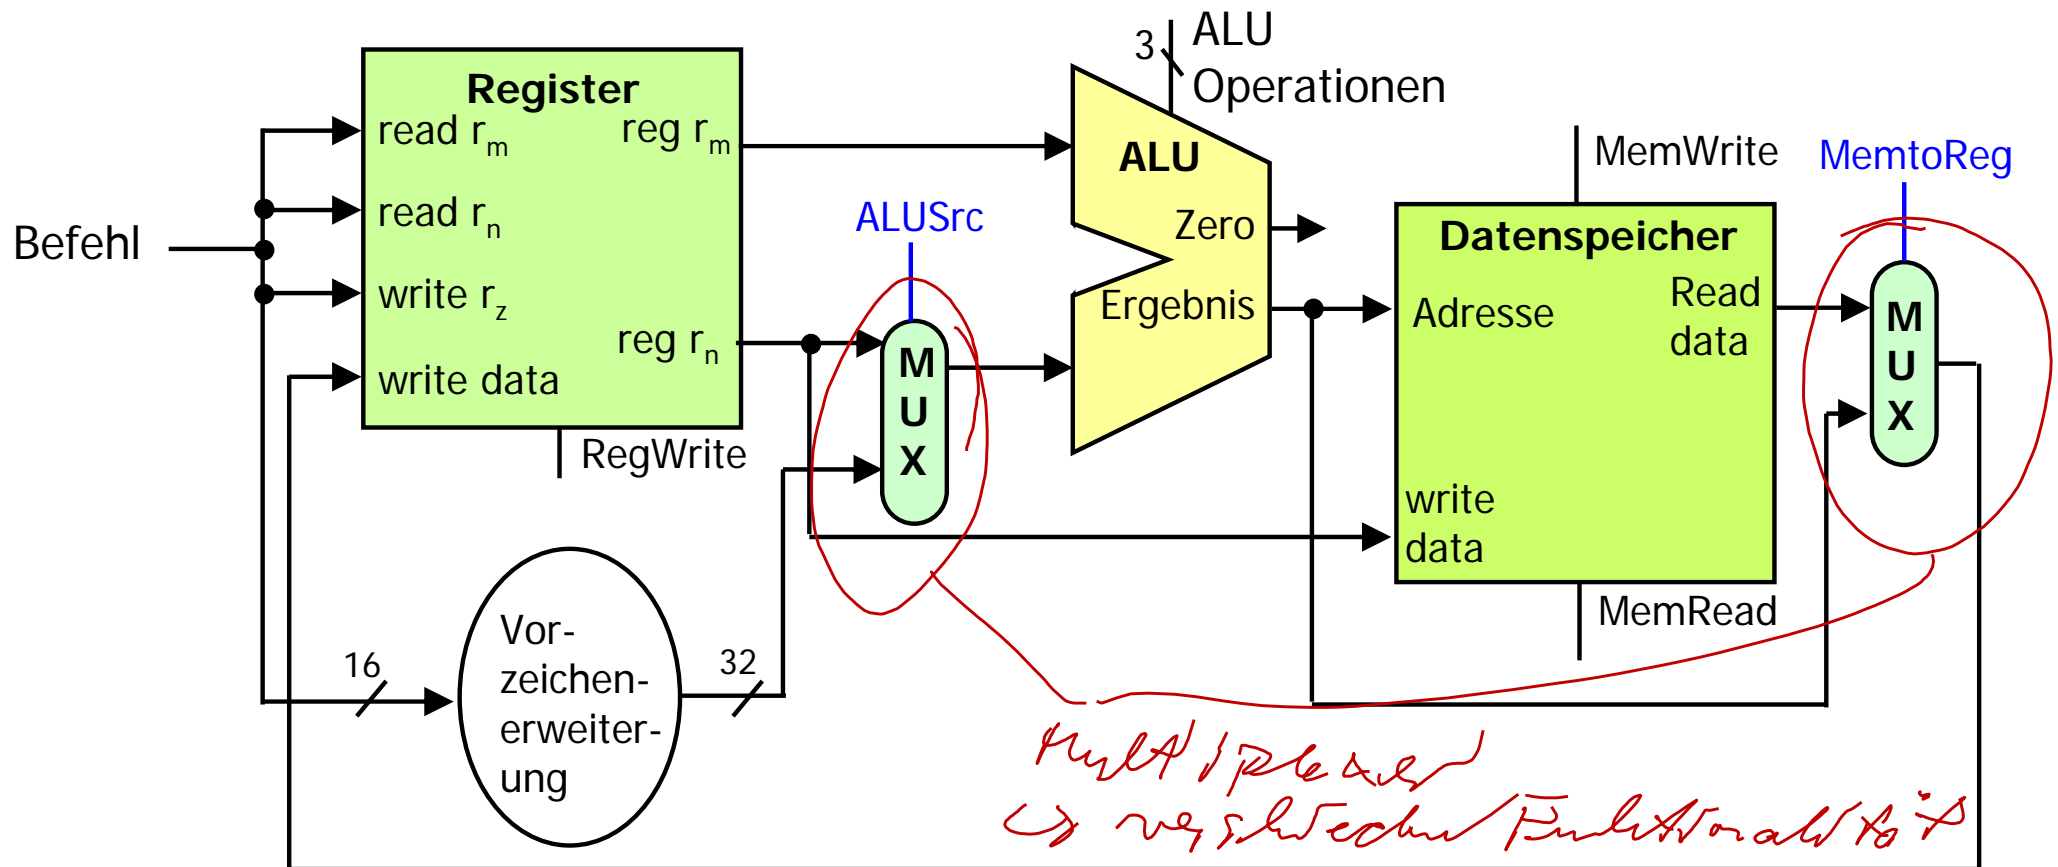 3
ALU
Operationen
Register
read rm
reg rm
ALU
MemWrite
MemtoReg
read rn
ALUSrc
Zero
Befehl
Datenspeicher
write rz
Ergebnis
Adresse
Read
data
reg rn
write data
M
U
X
M
U
X
RegWrite
write
data
MemRead
Vor-
zeichen-
erweiter-
ung
16
32
Multiplexer
Funktionalität